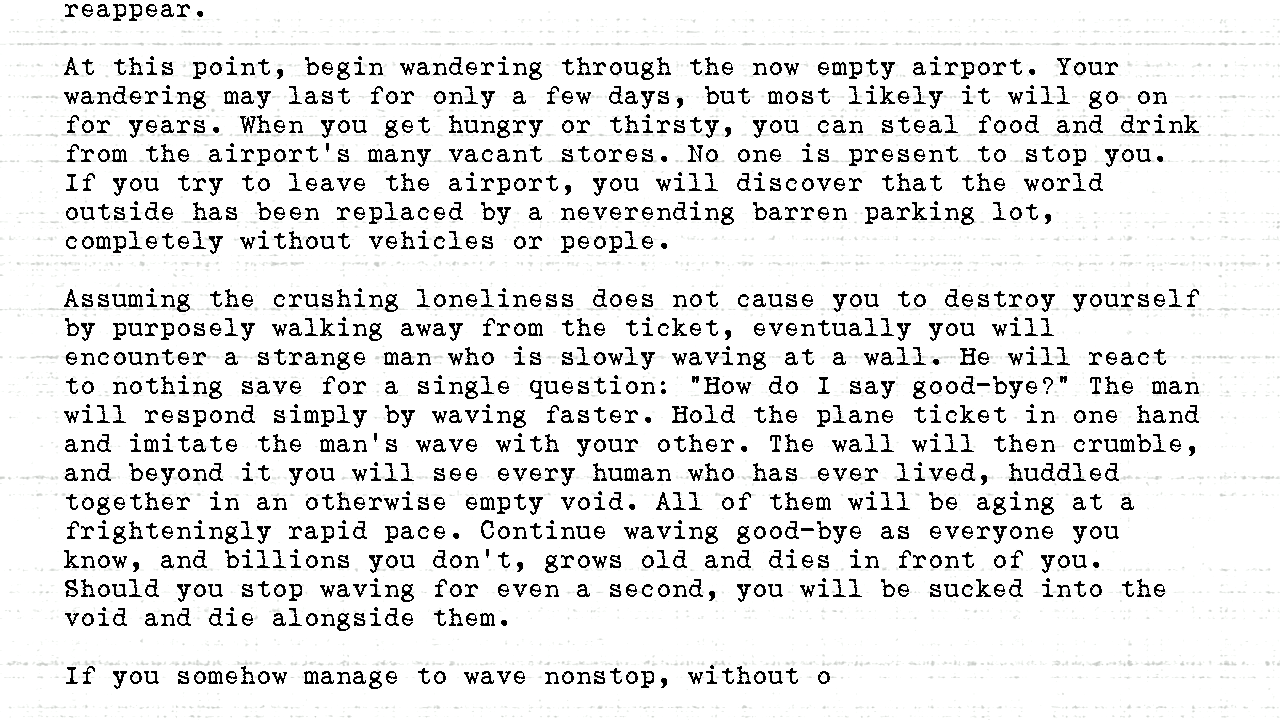 reappear.
At this point, begin wandering through the now empty airport. Your
wandering may last for only a few days, but most likely it will go on
for years. When you get hungry or thirsty, you can steal food and drink
from the airport's many vacant stores. No one is present to stop you.
If you try to leave the airport, you will discover that the world
outside has been replaced by a neverending barren parking lot,
completely without vehicles or people.
Assuming the crushing loneliness does not cause you to destroy yourself
by purposely walking away from the ticket, eventually you will
encounter a strange man who is slowly waving at a wall. He will react
to nothing save for a single question: "How do I say good-bye?" The man
will respond simply by waving faster. Hold the plane ticket in one hand
and imitate the man's wave with your other. The wall will then crumble,
and beyond it you will see every human who has ever lived, huddled
together in an otherwise empty void. All of them will be aging at a
frighteningly rapid pace. Continue waving good-bye as everyone you
know, and billions you don't, grows old and dies in front of you.
Should you stop waving for even a second, you will be sucked into the
void and die alongside them.
If you somehow manage to wave nonstop, without o